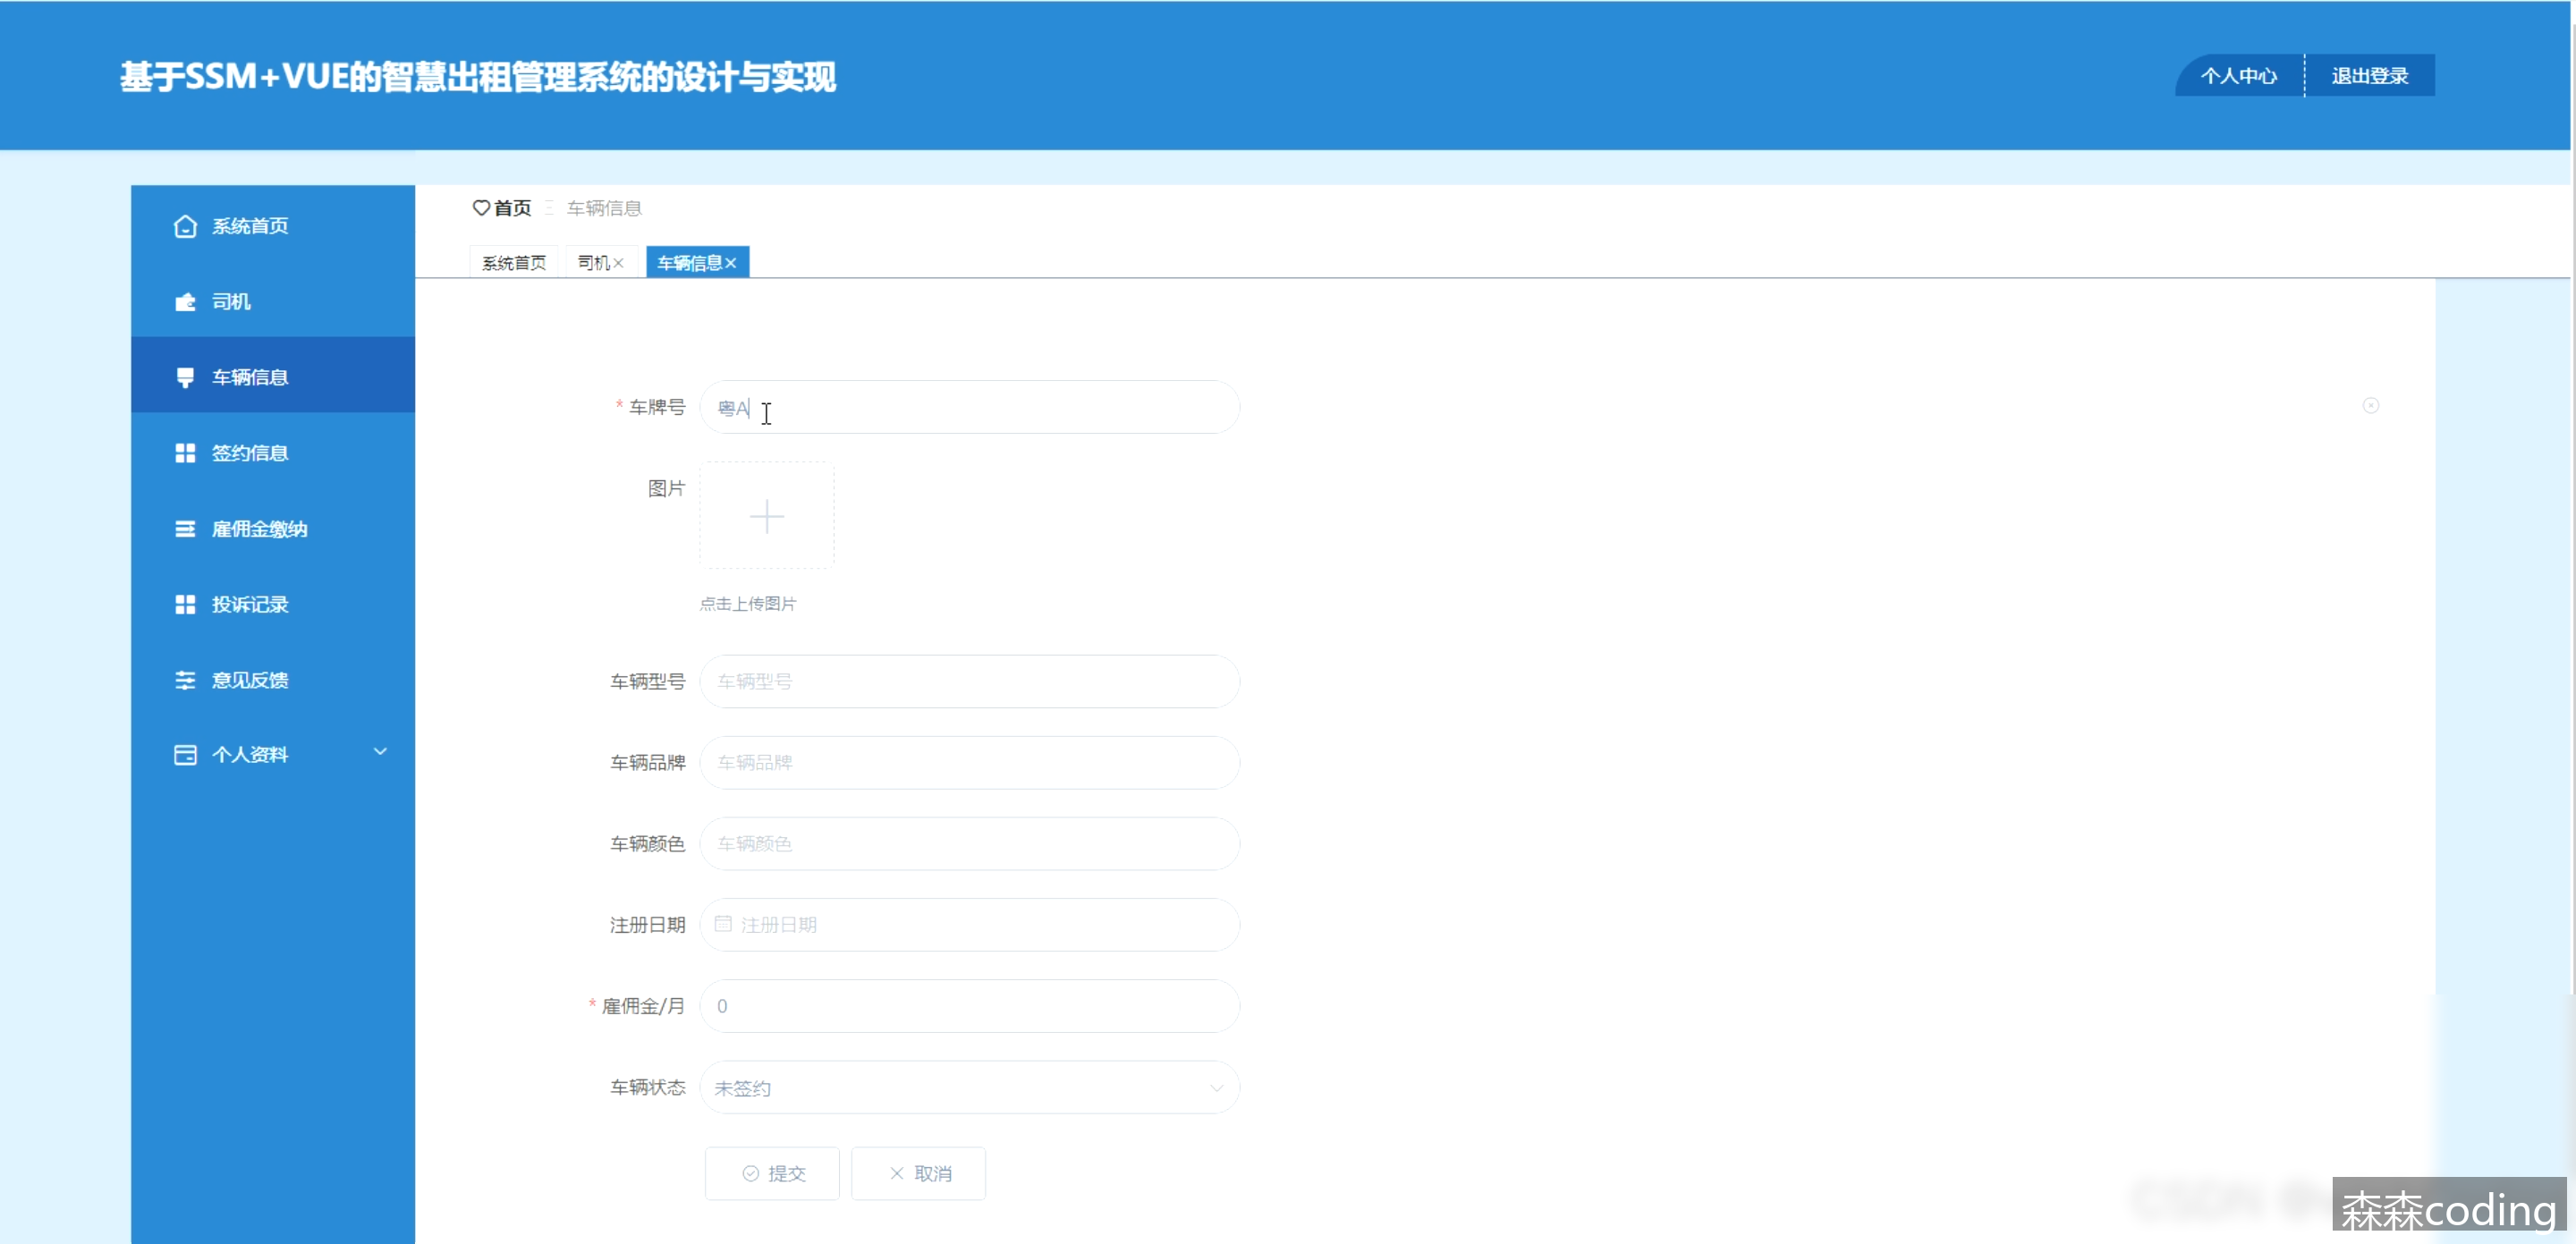 基于SSM+VUE的智慧出租管理系统的设计与实现
个人中心
退出登录
系统首页
司机
车辆信息
签约信息
雇佣金缴纳
投诉记录
意见反馈
个人资料
首页 车辆信息
系统首页 司机 车辆信息
* 车牌号 粤A
图片
点击上传图片
车辆型号 车辆型号
车辆品牌 车辆品牌
车辆颜色 车辆颜色
注册日期 注册日期
* 雇佣金/月 0
车辆状态 未签约
提交 取消
CSDN
森森coding